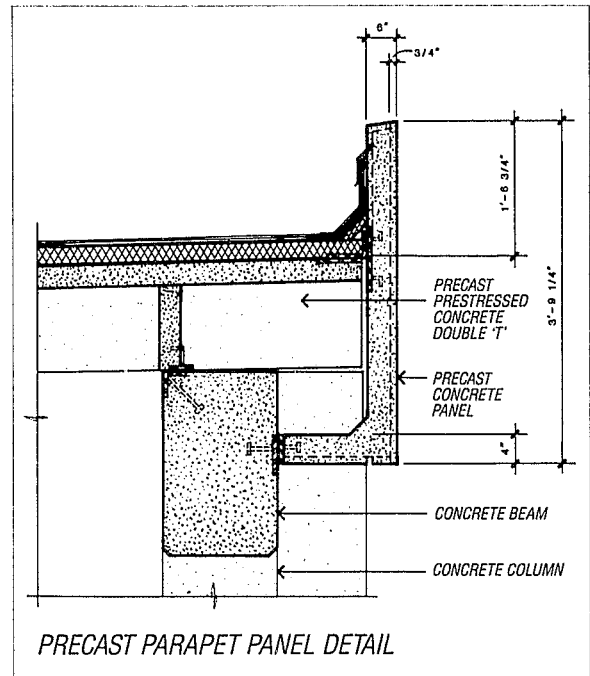 6"
3/4"
1'-6 3/4"
3'-9 1/4"
PRECAST
PRESTRESSED
CONCRETE
DOUBLE 'T'
PRECAST
CONCRETE
PANEL
4"
CONCRETE BEAM
CONCRETE COLUMN
PRECAST PARAPET PANEL DETAIL